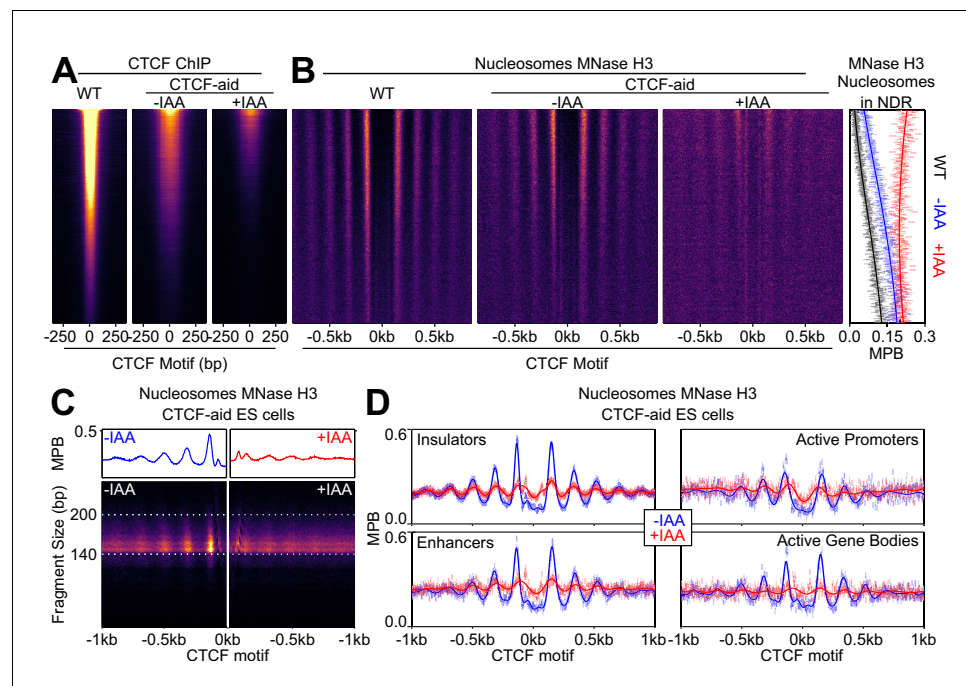 A
CTCF ChIP
CTCF-aid
WT
-IAA
+IAA
-250 0 250
250 0 250
250 0 250
CTCF Motif (bp)
B
Nucleosomes MNase H3
CTCF-aid
WT
-IAA
+IAA
-0.5kb 0kb 0.5kb
-0.5kb 0kb 0.5kb
-0.5kb 0kb 0.5kb
CTCF Motif
MNase H3
Nucleosomes
in NDR
WT
-IAA
+IAA
0.0 0.15 0.3
MPB
C
Nucleosomes MNase H3
CTCF-aid ES cells
0.5
MPB
-IAA
+IAA
-IAA
+IAA
Fragment Size (bp)
200
140
-1kb -0.5kb 0kb -0.5kb -1kb
CTCF motif
D
Nucleosomes MNase H3
CTCF-aid ES cells
0.6
Insulators
Active Promoters
0.0
MPB
-IAA
+IAA
0.6
Enhancers
Active Gene Bodies
0.0
-1kb -0.5kb 0kb 0.5kb 1kb
-1kb -0.5kb 0kb 0.5kb 1kb
CTCF motif
CTCF motif